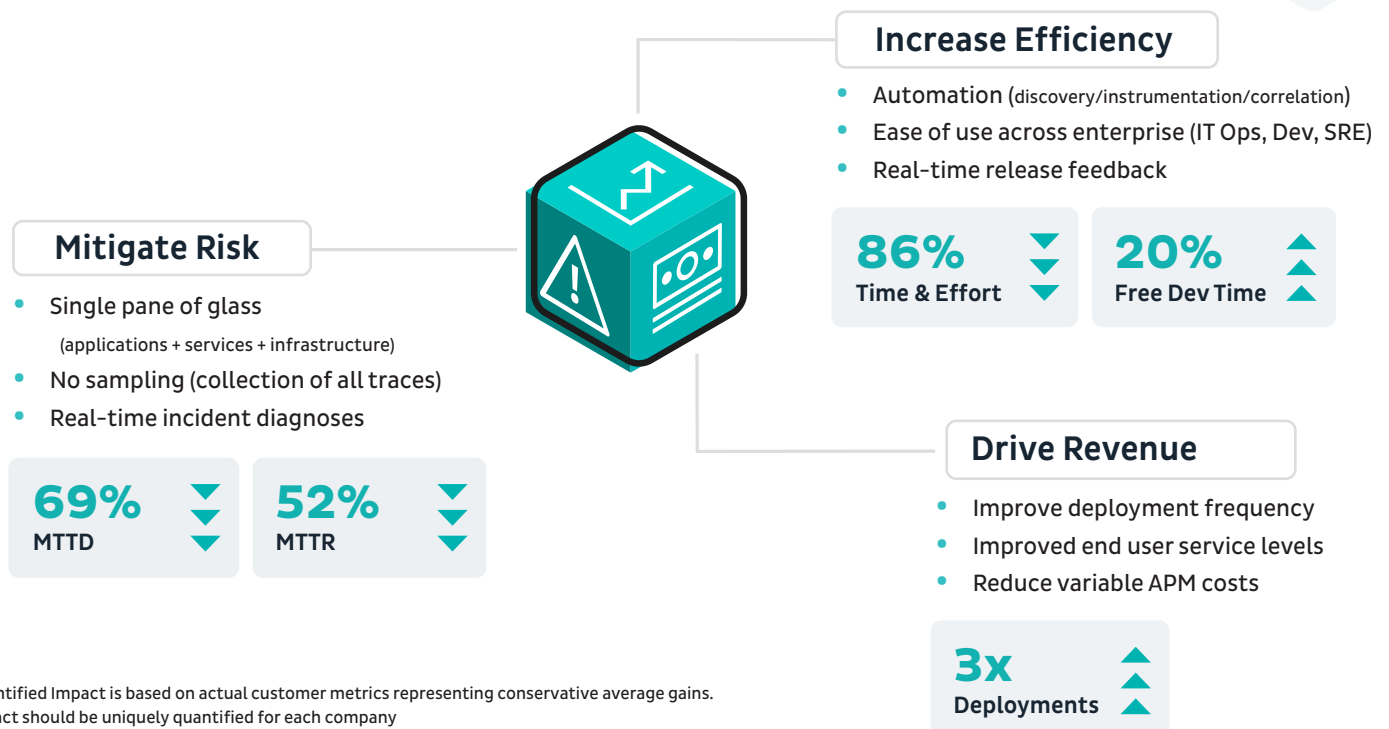 Increase Efficiency
• Automation (discovery/instrumentation/correlation)
• Ease of use across enterprise (IT Ops, Dev, SRE)
• Real-time release feedback
86%
Time & Effort
20%
Free Dev Time
Mitigate Risk
• Single pane of glass
(applications + services + infrastructure)
• No sampling (collection of all traces)
• Real-time incident diagnoses
69%
MTTD
52%
MTTR
Drive Revenue
• Improve deployment frequency
• Improved end user service levels
• Reduce variable APM costs
3x
Deployments
ntified Impact is based on actual customer metrics representing conservative average gains.
act should be uniquely quantified for each company